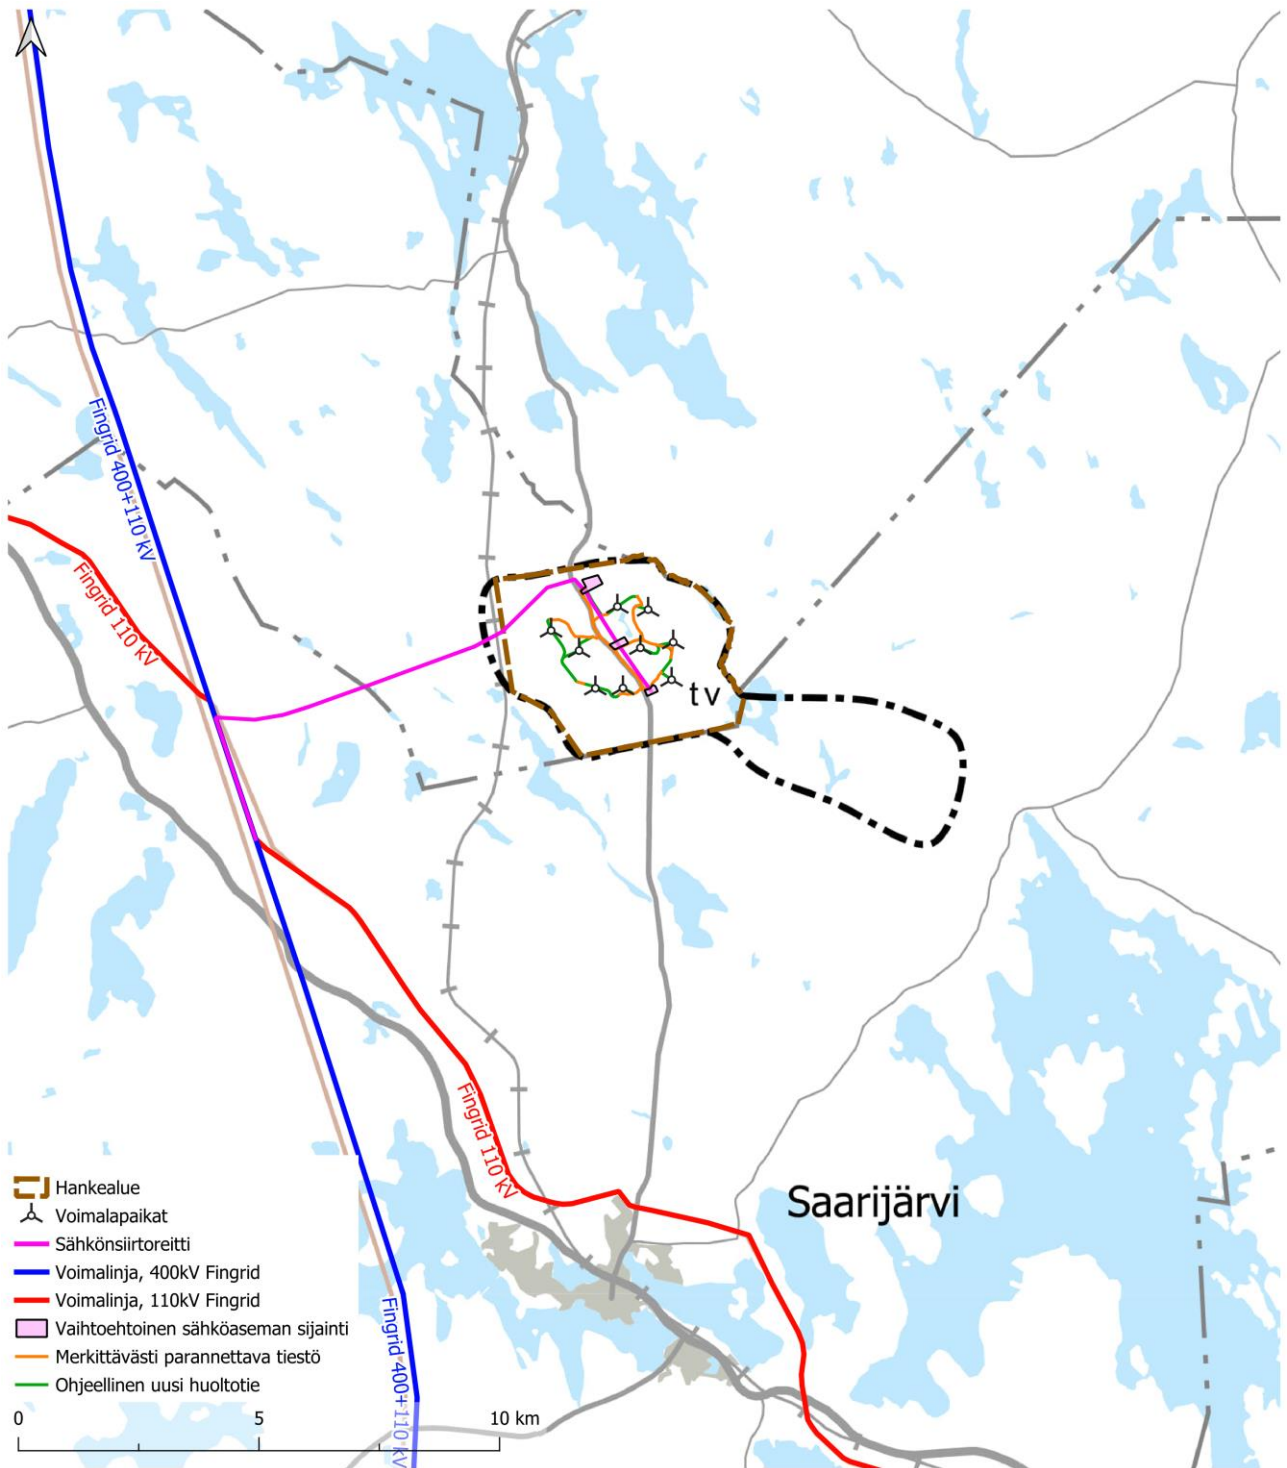 Fingrid 400+110 kV
Fingrid 110 kV
tv
Fingrid 110 kV
Saarijärvi
Hankealue
Voimalapaikat
Sähkönsiirtoreitti
Voimalinja, 400kV Fingrid
Voimalinja, 110kV Fingrid
Vaihtoehtoinen sähköaseman sijainti
Merkittävästi parannettava tiestö
Ohjeellinen uusi huoltotie
Fingrid 400+110 kV
0 5 10 km